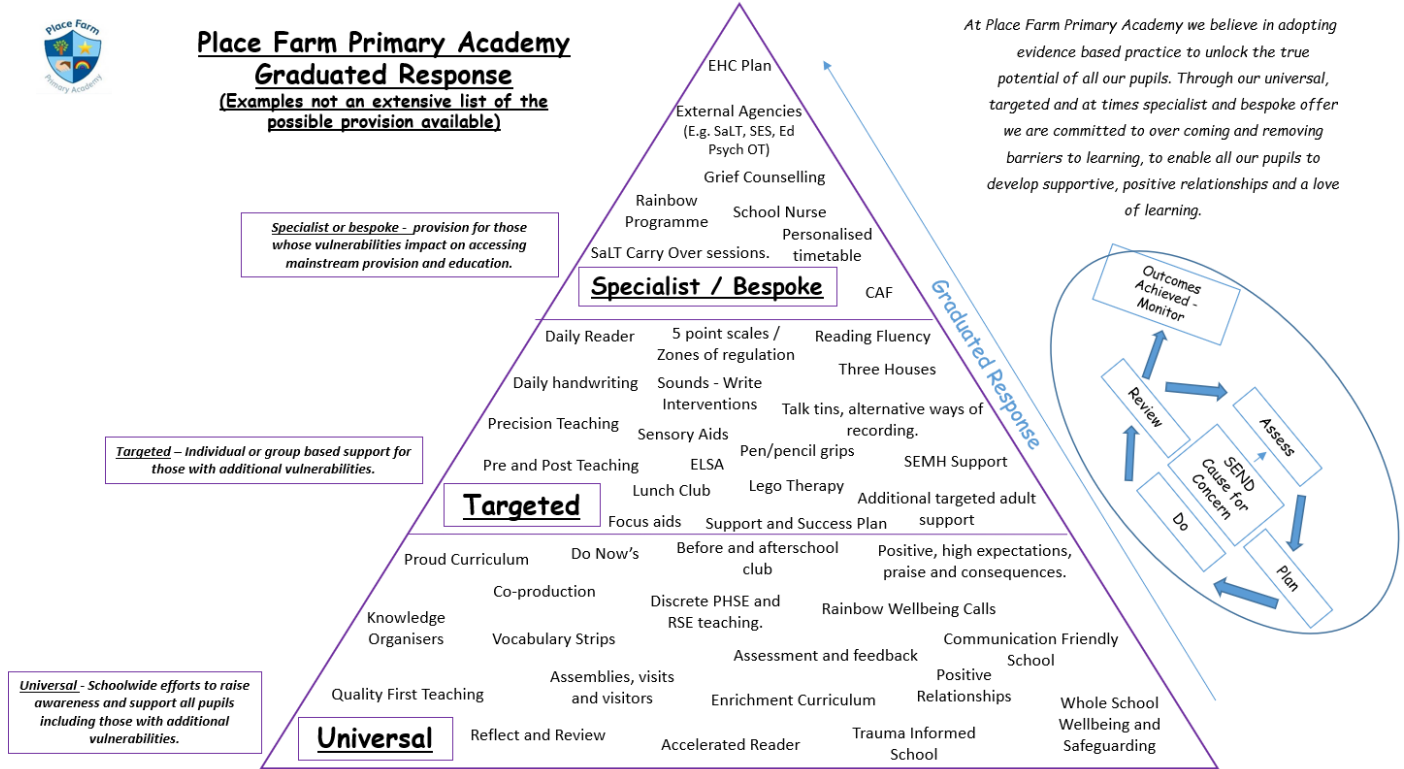 Place Farm
Primary Academy
Place Farm Primary Academy
Graduated Response
(Examples not an extensive list of the
possible provision available)
At Place Farm Primary Academy we believe in adopting
evidence based practice to unlock the true
potential of all our pupils. Through our universal,
targeted and at times specialist and bespoke offer
we are committed to over coming and removing
barriers to learning, to enable all our pupils to
develop supportive, positive relationships and a love
of learning.
EHC Plan
External Agencies
(E.g. SaLT, SES, Ed
Psych OT)
Grief Counselling
Rainbow
Programme
School Nurse
Personalised
timetable
SaLT Carry Over sessions.
Specialist / Bespoke
CAF
Specialist or bespoke - provision for those
whose vulnerabilities impact on accessing
mainstream provision and education.
Graduated Response
Daily Reader
5 point scales /
Zones of regulation
Reading Fluency
Three Houses
Daily handwriting
Sounds - Write
Interventions
Talk tins, alternative ways of
recording.
Precision Teaching
Sensory Aids
Pen/pencil grips
Pre and Post Teaching
ELSA
SEMH Support
Lunch Club
Lego Therapy
Additional targeted adult
support
Targeted
Focus aids
Support and Success Plan
Targeted – Individual or group based support for
those with additional vulnerabilities.
Proud Curriculum
Do Now's
Before and afterschool
club
Positive, high expectations,
praise and consequences.
Co-production
Discrete PHSE and
RSE teaching.
Rainbow Wellbeing Calls
Knowledge
Organisers
Vocabulary Strips
Communication Friendly
School
Assessment and feedback
Assemblies, visits
and visitors
Positive
Relationships
Quality First Teaching
Enrichment Curriculum
Whole School
Wellbeing and
Safeguarding
Universal
Reflect and Review
Accelerated Reader
Trauma Informed
School
Universal - Schoolwide efforts to raise
awareness and support all pupils
including those with additional
vulnerabilities.
Outcomes
Achieved -
Monitor
Review
Assess
SEND
Cause for
Concern
Do
Plan